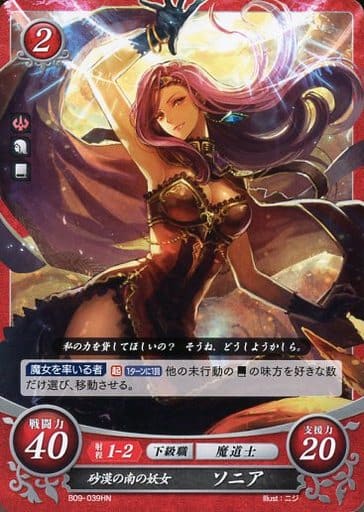 2
私の力を貸してほしいの? そうね、どうしようかしら。
魔女を率いる者 起 1ターンに1回 他の未行動の の味方を好きな数
だけ選び、移動させる。
戦闘力
40
射程 1-2 下級職 魔道士
支援力
20
砂漠の南の妖女 ソニア
B09-039HN
Illust:ニジ